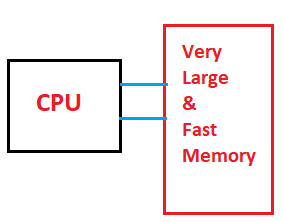 CPU
Very
Large
&
Fast
Memory